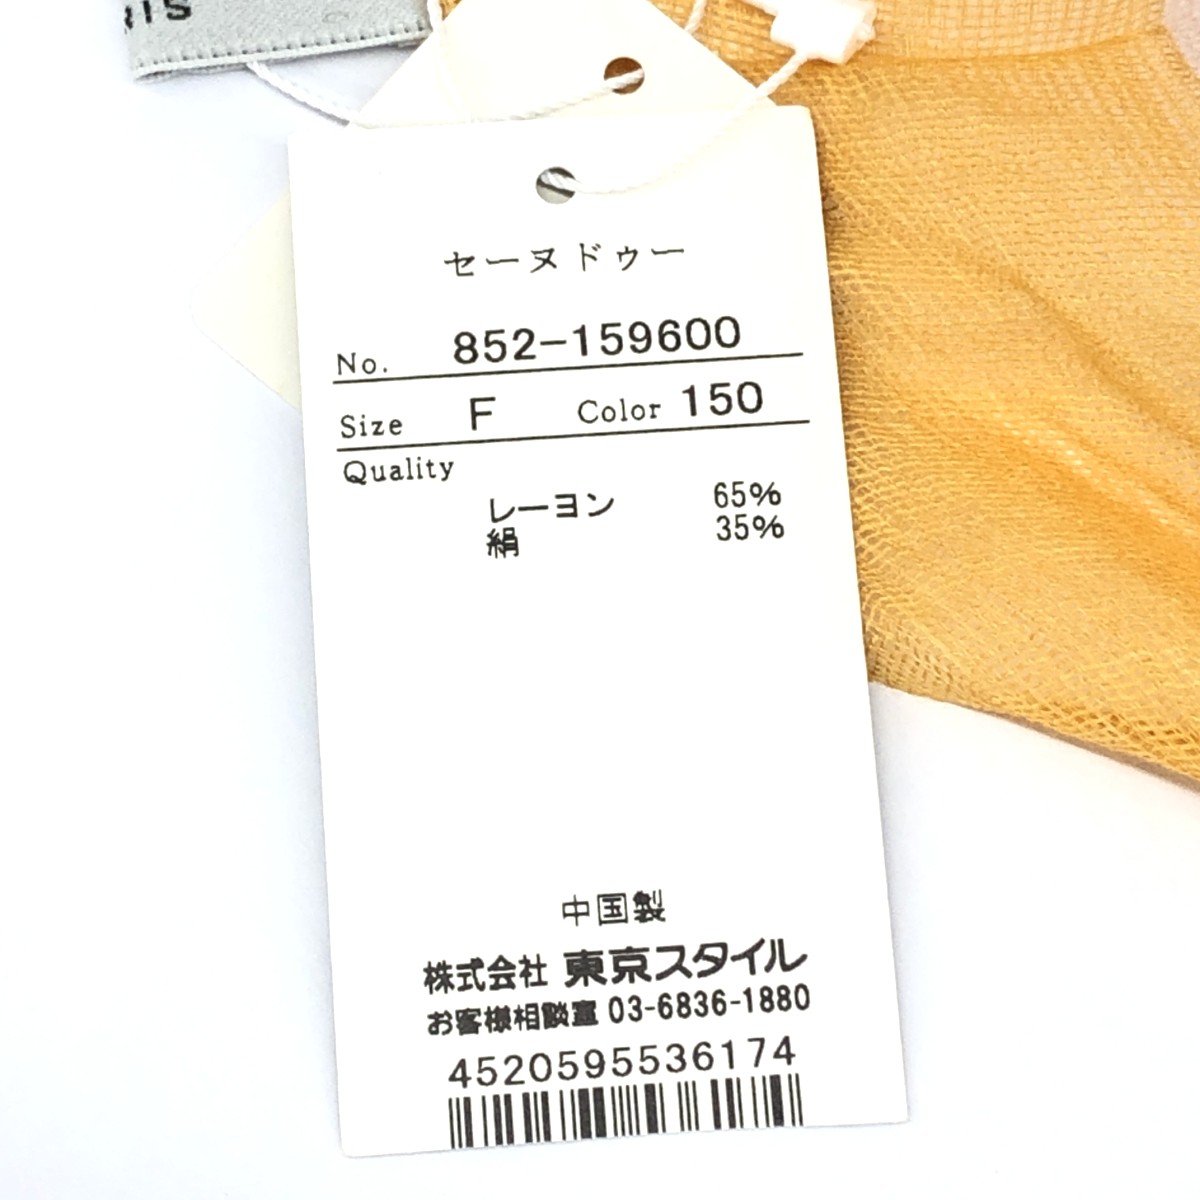 RIS
セーヌドゥー
No. 852-159600
Size F Color 150
Quality
レーヨン 65%
絹 35%
中国製
株式会社 東京スタイル
お客様相談室 03-6836-1880
4520595536174